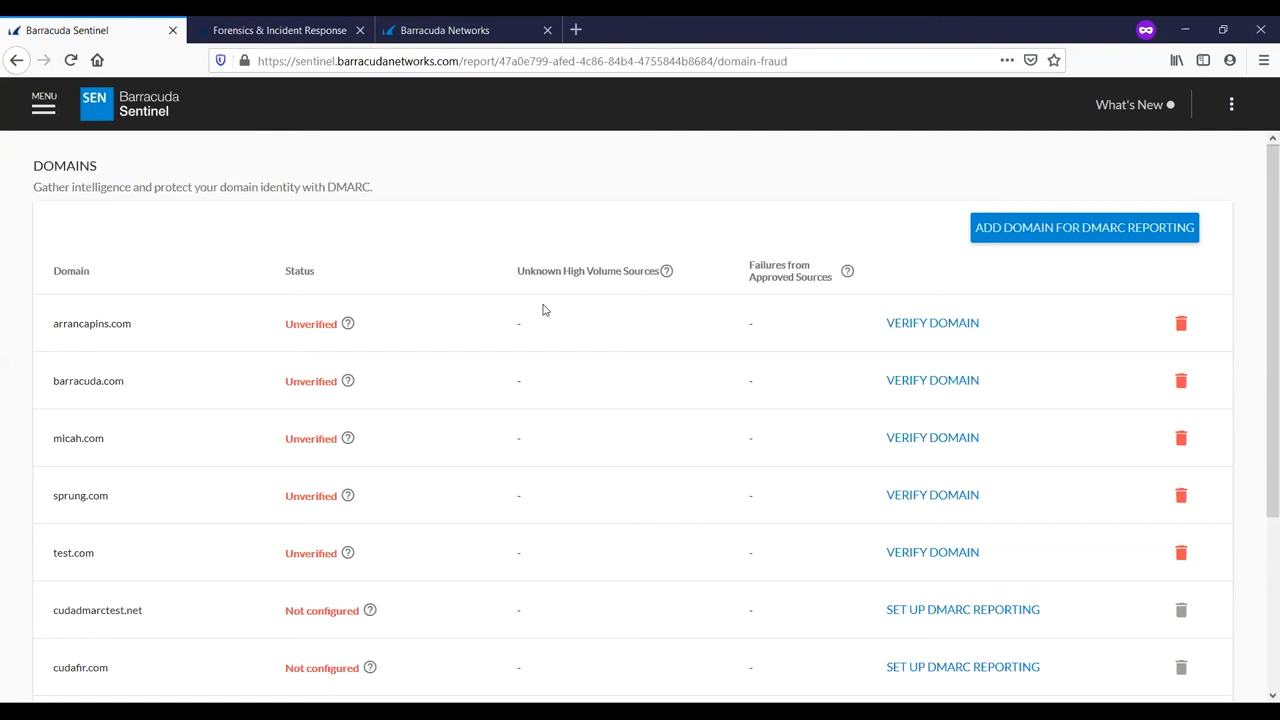 Barracuda Sentinel
Forensics & Incident Response
Barracuda Networks
https://sentinel.barracudanetworks.com/report/47a0e799-afed-4c86-84b4-4755844b8684/domain-fraud
MENU
SEN
Barracuda
Sentinel
What's New
DOMAINS
Gather intelligence and protect your domain identity with DMARC.
ADD DOMAIN FOR DMARC REPORTING
Domain Status Unknown High Volume Sources ? Failures from
Approved Sources ?
arrancapins.com Unverified ? - - VERIFY DOMAIN
barracuda.com Unverified ? - - VERIFY DOMAIN
micah.com Unverified ? - - VERIFY DOMAIN
sprung.com Unverified ? - - VERIFY DOMAIN
test.com Unverified ? - - VERIFY DOMAIN
cudadmarctest.net Not configured ? - - SET UP DMARC REPORTING
cudafir.com Not configured ? - - SET UP DMARC REPORTING